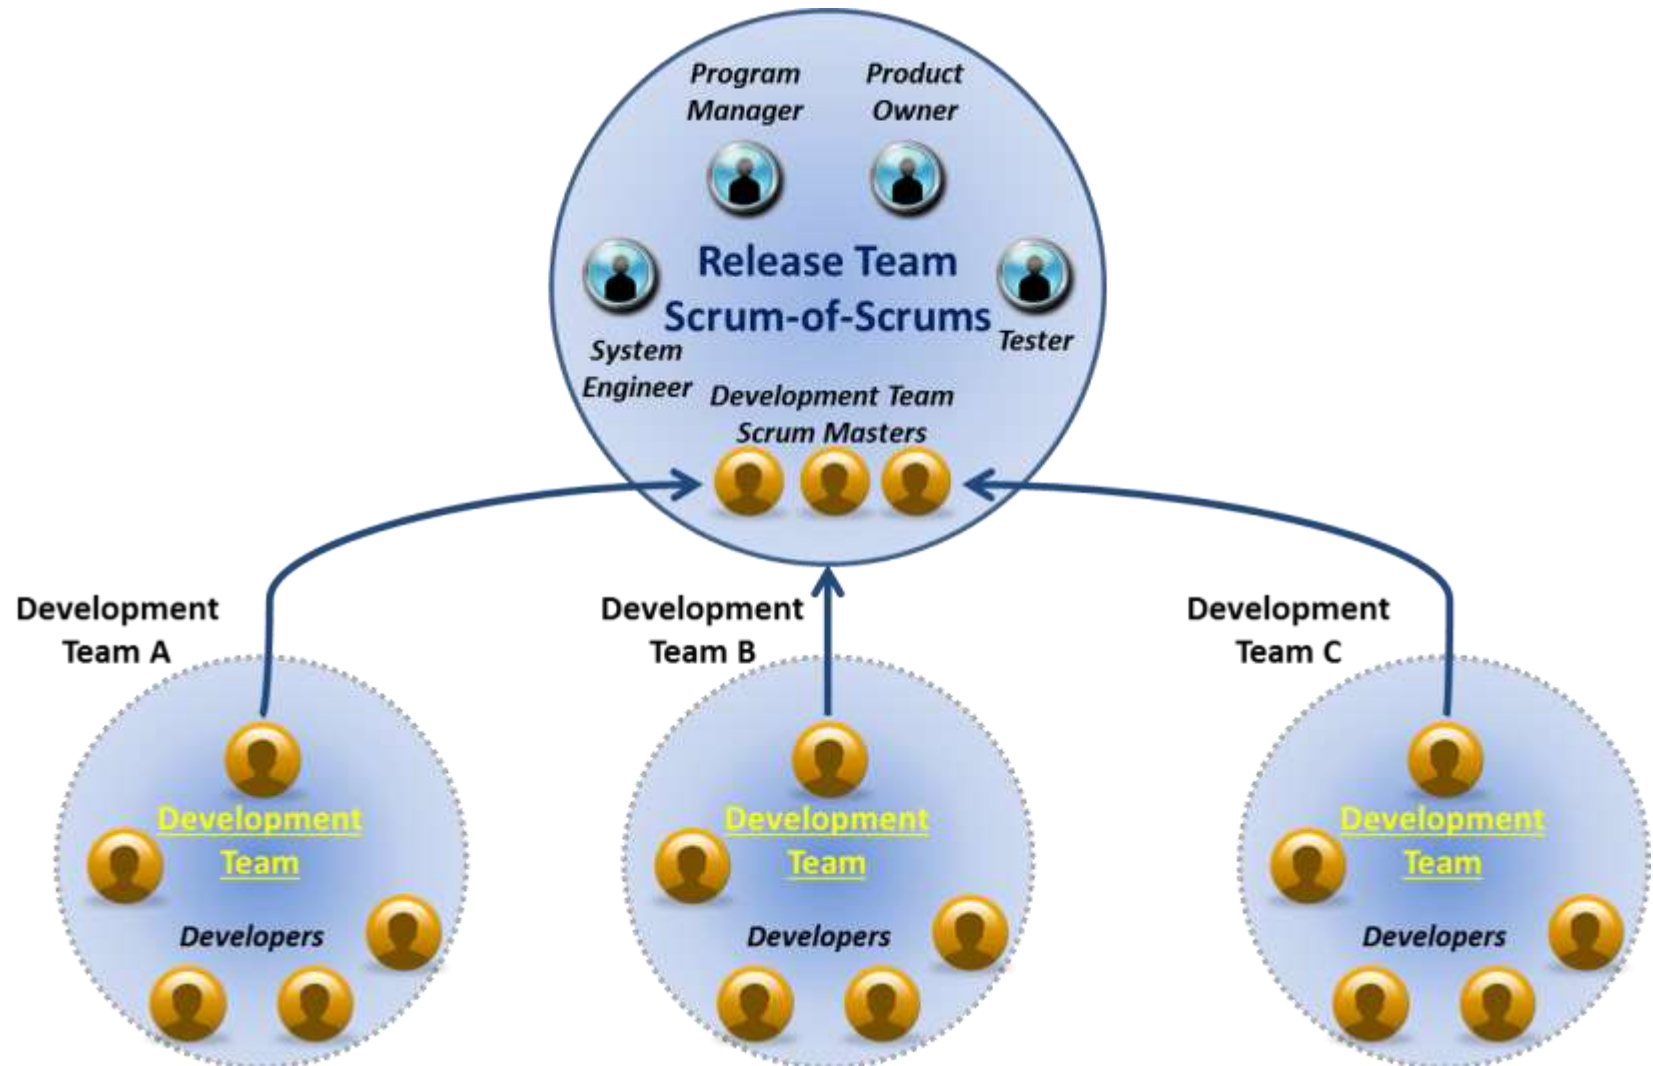 Program
Manager
Product
Owner
Release Team
Scrum-of-Scrums
System
Engineer
Tester
Development Team
Scrum Masters
Development
Team A
Development
Team B
Development
Team C
Development
Team
Developers
Development
Team
Developers
Development
Team
Developers